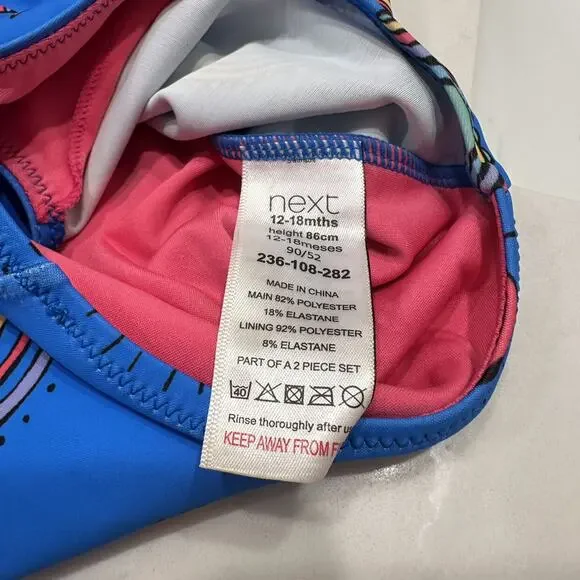 next
12-18mths
height 86cm
12-18meses
90/52
236-108-282
MADE IN CHINA
MAIN 82% POLYESTER
18% ELASTANE
LINING 92% POLYESTER
8% ELASTANE
PART OF A 2 PIECE SET
40
Rinse thoroughly after
KEEP AWAY FROM